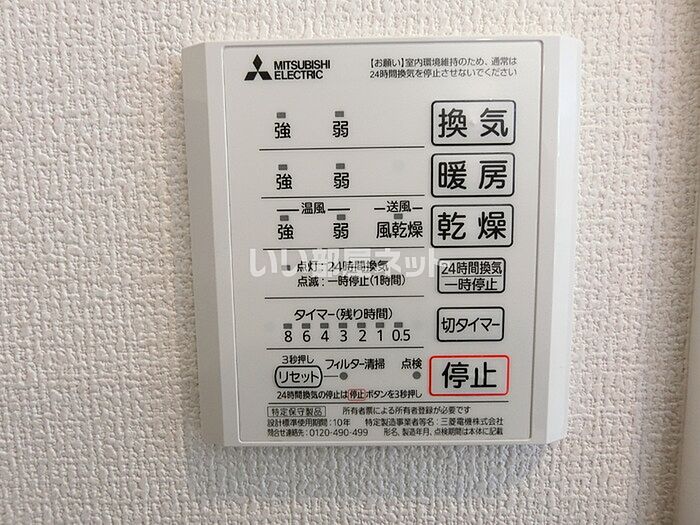 MITSUBISHI
ELECTRIC
【お願い】室内環境維持のため、通常は
24時間換気を停止させないでください
強 弱 換気
強 弱 暖房
温風 送風
強 弱 風乾燥 乾燥
いい部屋ネット
点灯:24時間換気
点滅:一時停止(1時間)
24時間換気
一時停止
タイマー(残り時間)
8 6 4 3 2 1 0.5
切タイマー
3秒押し
リセット フィルター清掃 点検
停止
24時間換気の停止は停止ボタンを3秒押し
特定保守製品 所有者票による所有者登録が必要です
設計標準使用期間:10年 特定製造事業者等名:三菱電機株式会社
問合せ連絡先:0120-490-499 形名、製造年月、点検期間は本体に記載